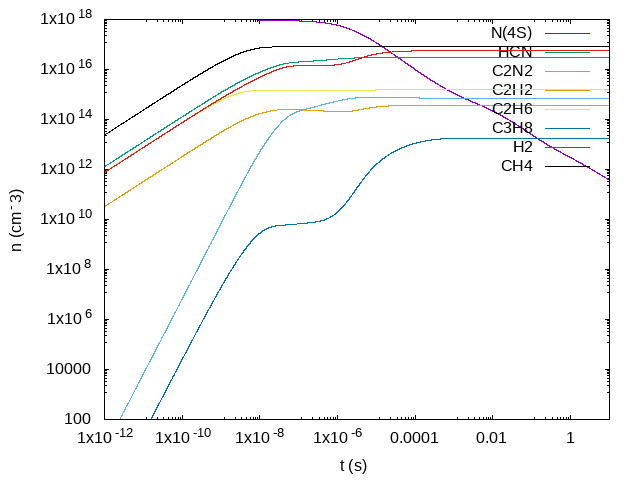 1x10^18
1x10^16
1x10^14
1x10^12
1x10^10
1x10^8
1x10^6
10000
100
n (cm^-3)
N(4S)
HCN
C2N2
C2H2
C2H6
C3H8
H2
CH4
1x10^-12 1x10^-10 1x10^-8 1x10^-6 0.0001 0.01 1
t (s)